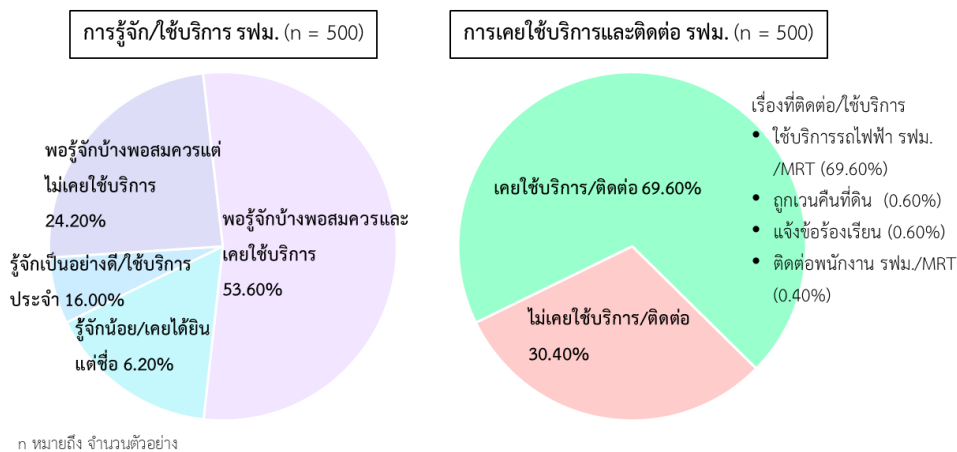 การรู้จัก/ใช้บริการ รฟม. (n = 500)
พอรู้จักบ้างพอสมควรแต่
ไม่เคยใช้บริการ
24.20%
พอรู้จักบ้างพอสมควรและ
เคยใช้บริการ
53.60%
รู้จักเป็นอย่างดี/ใช้บริการ
ประจำ 16.00%
รู้จักน้อย/เคยได้ยิน
แต่ชื่อ 6.20%
n หมายถึง จำนวนตัวอย่าง
การเคยใช้บริการและติดต่อ รฟม. (n = 500)
เคยใช้บริการ/ติดต่อ 69.60%
ไม่เคยใช้บริการ/ติดต่อ
30.40%
เรื่องที่ติดต่อ/ใช้บริการ
• ใช้บริการรถไฟฟ้า รฟม.
/MRT (69.60%)
• ถูกเวนคืนที่ดิน (0.60%)
• แจ้งข้อร้องเรียน (0.60%)
• ติดต่อพนักงาน รฟม./MRT
(0.40%)